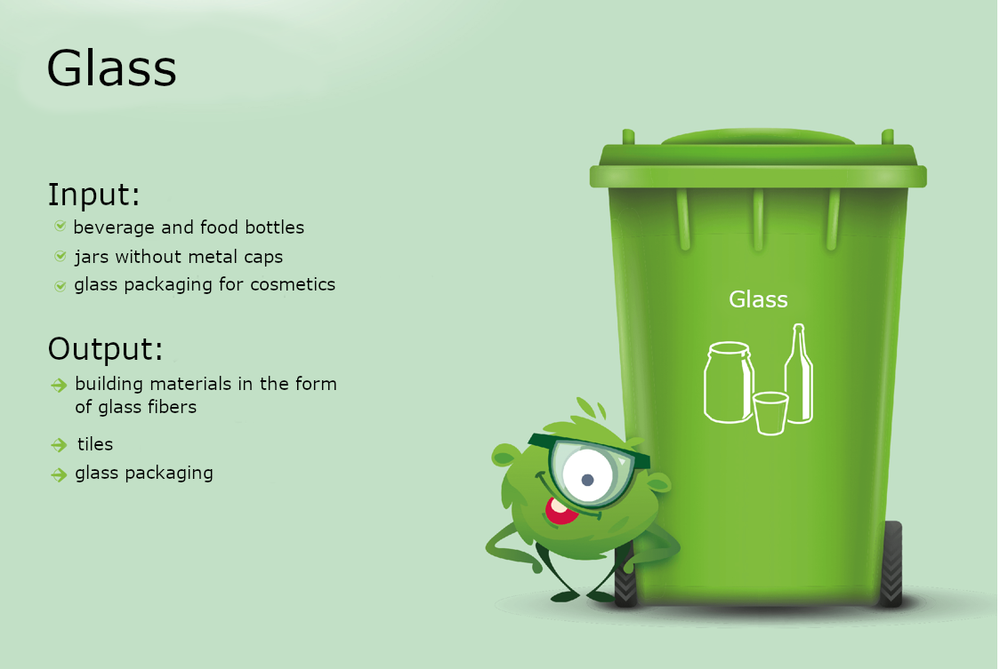 Glass
Input:
beverage and food bottles
jars without metal caps
glass packaging for cosmetics
Output:
building materials in the form
of glass fibers
tiles
glass packaging
Glass